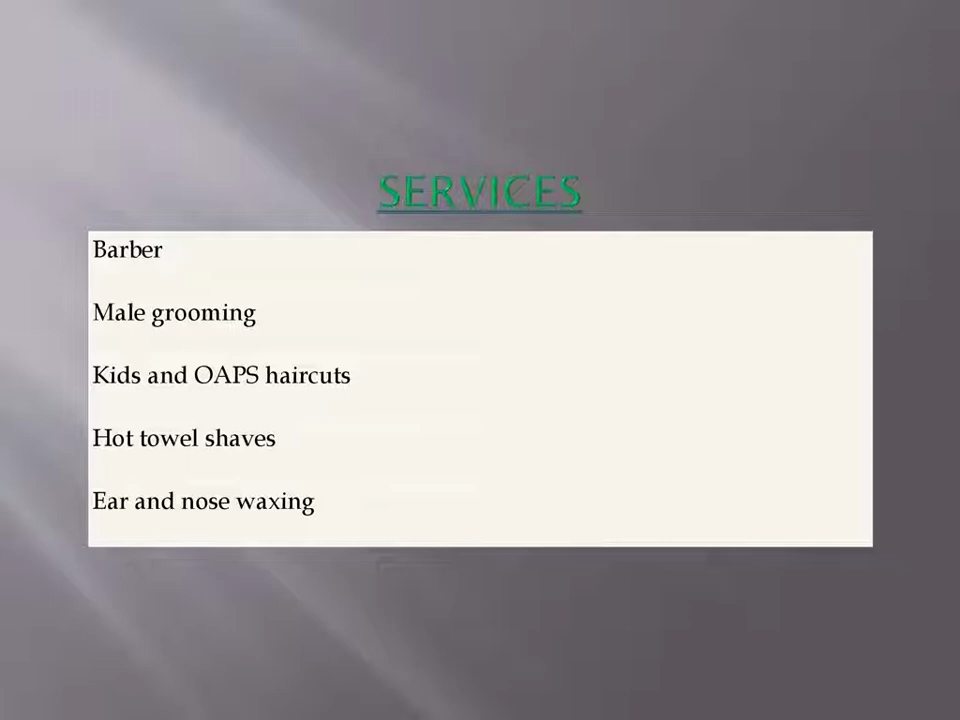 SERVICES
Barber
Male grooming
Kids and OAPS haircuts
Hot towel shaves
Ear and nose waxing